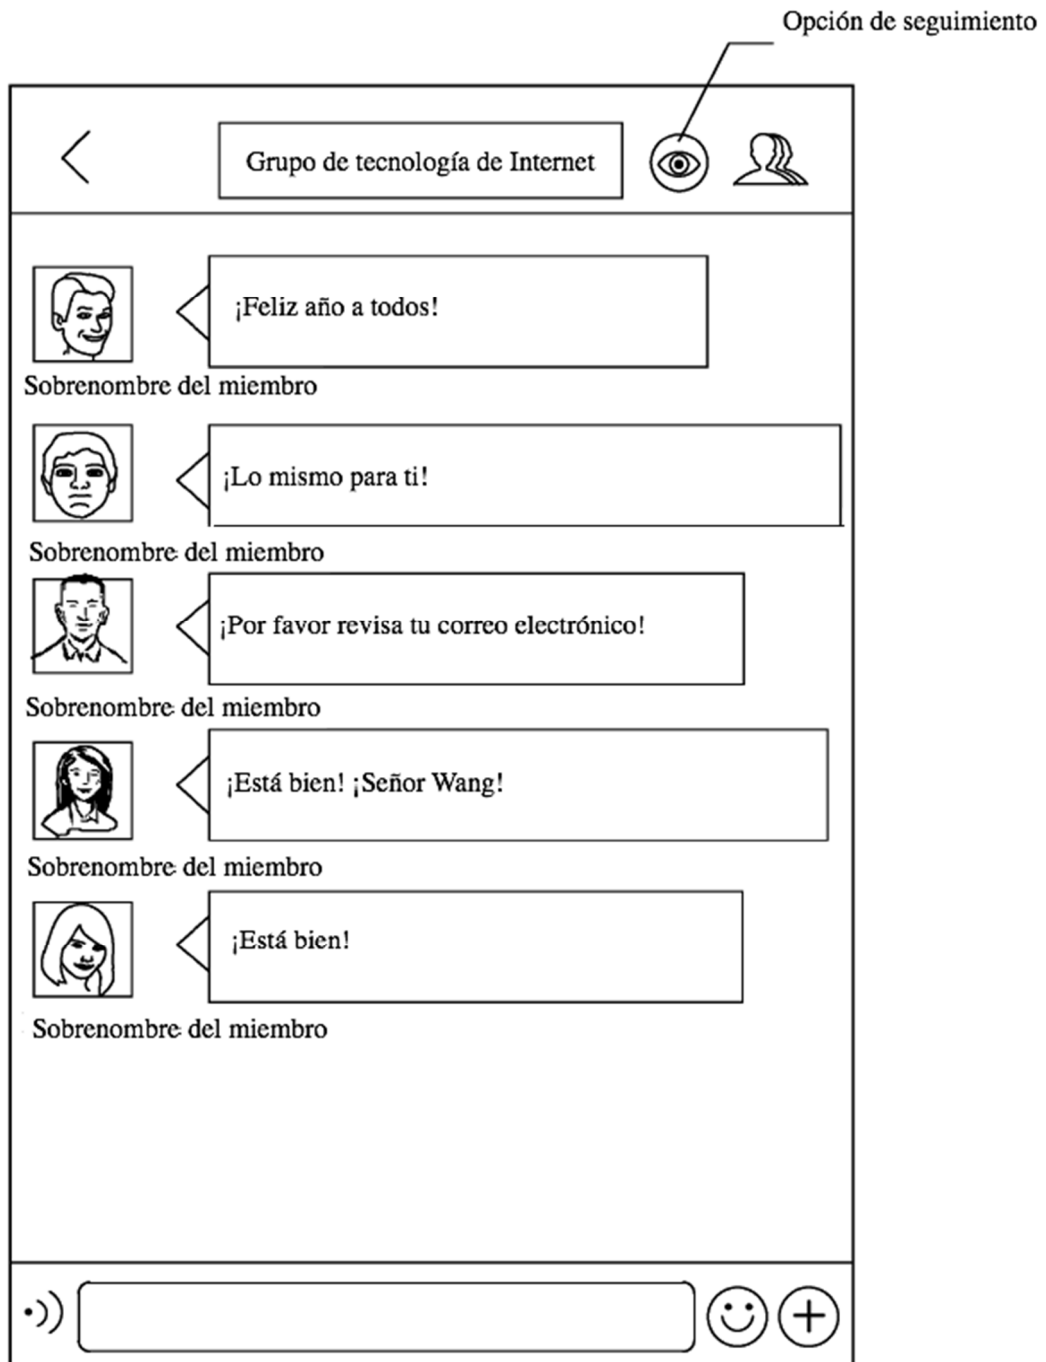 Opción de seguimiento
Grupo de tecnología de Internet
¡Feliz año a todos!
Sobrenombre del miembro
¡Lo mismo para ti!
Sobrenombre del miembro
¡Por favor revisa tu correo electrónico!
Sobrenombre del miembro
¡Está bien! ¡Señor Wang!
Sobrenombre del miembro
¡Está bien!
Sobrenombre del miembro